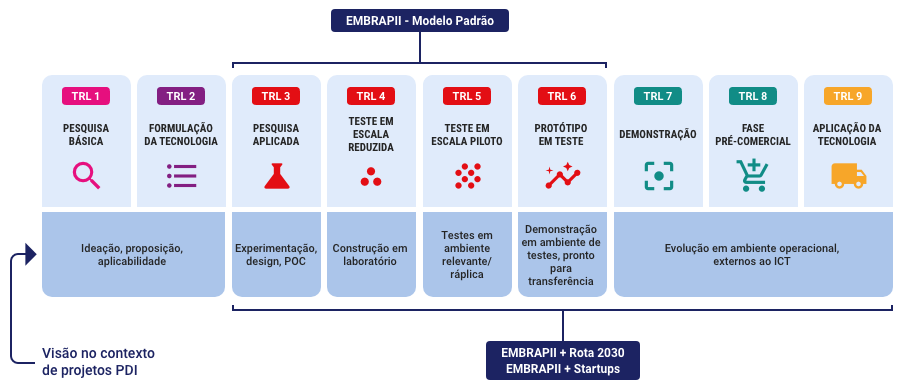 EMBRAPII - Modelo Padrão
TRL 1
PESQUISA
BÁSICA
TRL 2
FORMULAÇÃO
DA TECNOLOGIA
TRL 3
PESQUISA
APLICADA
TRL 4
TESTE EM
ESCALA
REDUZIDA
TRL 5
TESTE EM
ESCALA PILOTO
TRL 6
PROTÓTIPO
EM TESTE
TRL 7
DEMONSTRAÇÃO
TRL 8
FASE
PRÉ-COMERCIAL
TRL 9
APLICAÇÃO DA
TECNOLOGIA
Ideação, proposição,
aplicabilidade
Experimentação,
design, POC
Construção em
laboratório
Testes em
ambiente
relevante/
ráplica
Demonstração
em ambiente de
testes, pronto
para
transferência
Evolução em ambiente operacional,
externos ao ICT
Visão no contexto
de projetos PDI
EMBRAPII + Rota 2030
EMBRAPII + Startups